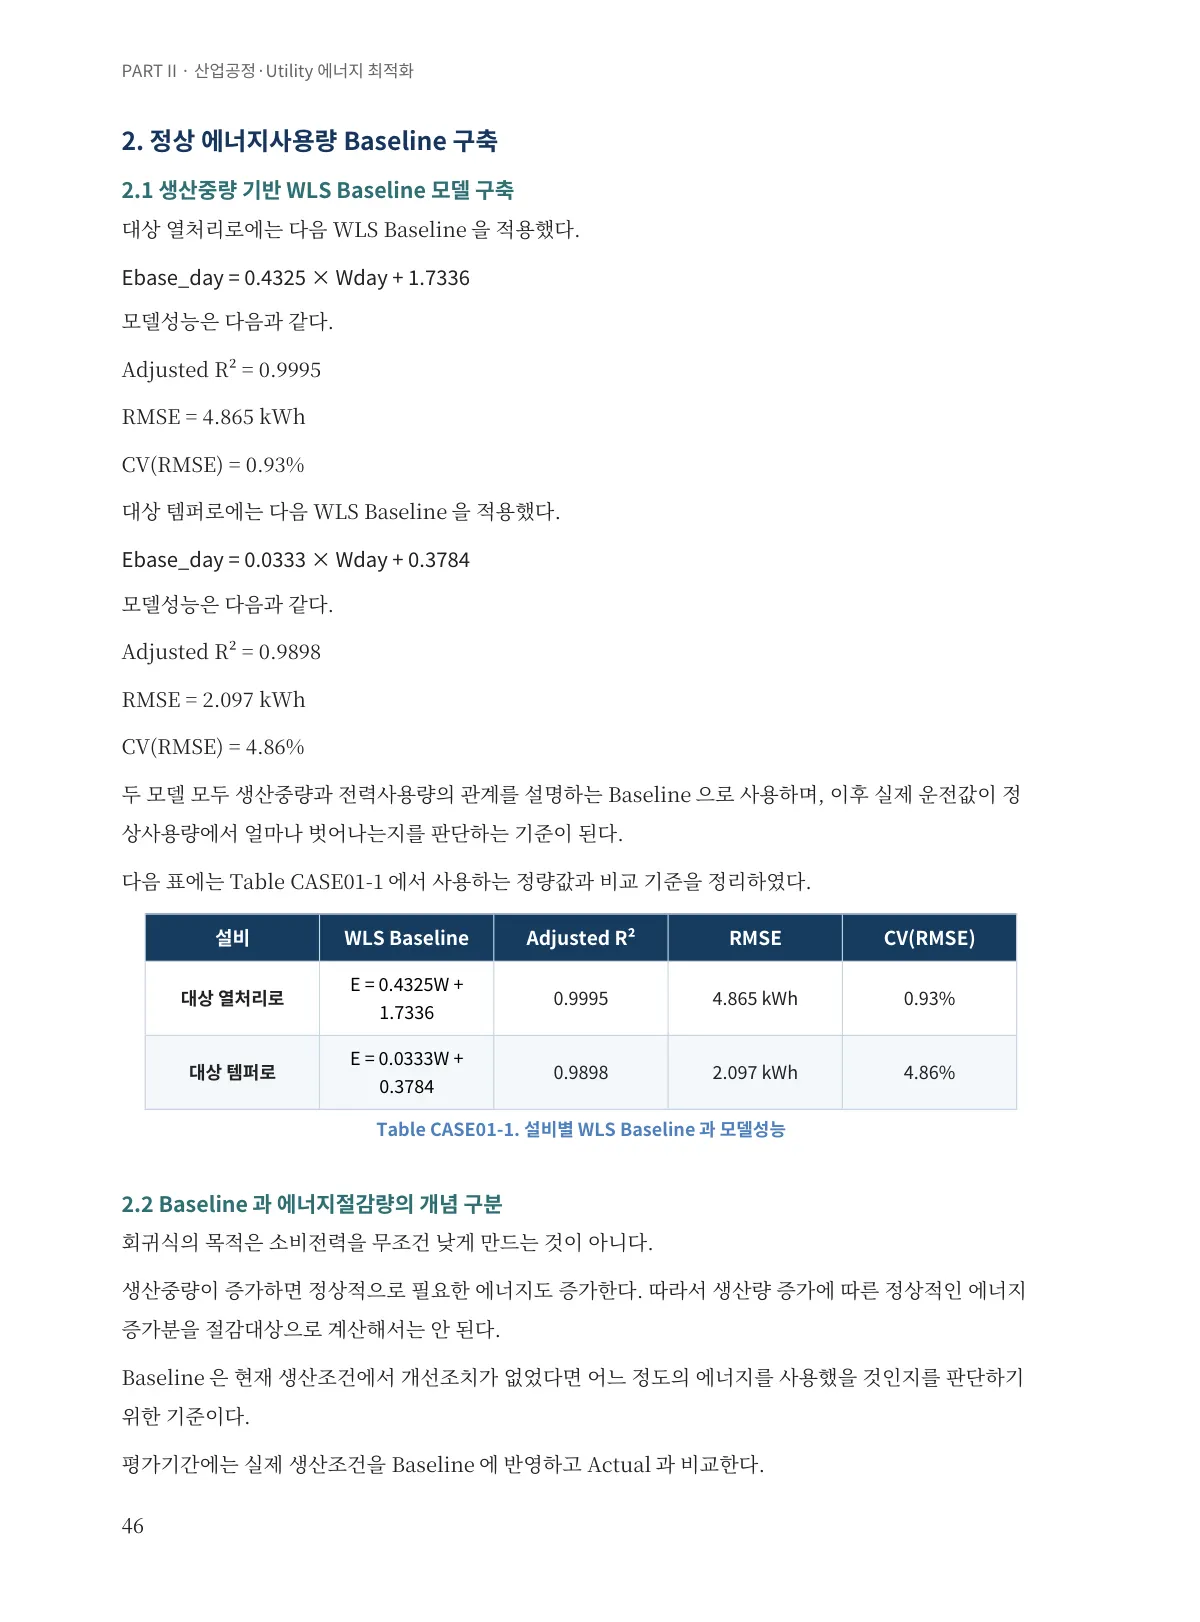 PART II · 산업공정·Utility 에너지 최적화
2. 정상 에너지사용량 Baseline 구축
2.1 생산중량 기반 WLS Baseline 모델 구축
대상 열처리로에는 다음 WLS Baseline 을 적용했다.
Ebase_day = 0.4325 × Wday + 1.7336
모델성능은 다음과 같다.
Adjusted R² = 0.9995
RMSE = 4.865 kWh
CV(RMSE) = 0.93%
대상 템퍼로에는 다음 WLS Baseline 을 적용했다.
Ebase_day = 0.0333 × Wday + 0.3784
모델성능은 다음과 같다.
Adjusted R² = 0.9898
RMSE = 2.097 kWh
CV(RMSE) = 4.86%
두 모델 모두 생산중량과 전력사용량의 관계를 설명하는 Baseline 으로 사용하며, 이후 실제 운전값이 정
상사용량에서 얼마나 벗어나는지를 판단하는 기준이 된다.
다음 표에는 Table CASE01-1 에서 사용하는 정량값과 비교 기준을 정리하였다.
설비 WLS Baseline Adjusted R² RMSE CV(RMSE)
대상 열처리로 E = 0.4325W + 1.7336 0.9995 4.865 kWh 0.93%
대상 템퍼로 E = 0.0333W + 0.3784 0.9898 2.097 kWh 4.86%
Table CASE01-1. 설비별 WLS Baseline 과 모델성능
2.2 Baseline 과 에너지절감량의 개념 구분
회귀식의 목적은 소비전력을 무조건 낮게 만드는 것이 아니다.
생산중량이 증가하면 정상적으로 필요한 에너지도 증가한다. 따라서 생산량 증가에 따른 정상적인 에너지
증가분을 절감대상으로 계산해서는 안 된다.
Baseline 은 현재 생산조건에서 개선조치가 없었다면 어느 정도의 에너지를 사용했을 것인지를 판단하기
위한 기준이다.
평가기간에는 실제 생산조건을 Baseline 에 반영하고 Actual 과 비교한다.
46